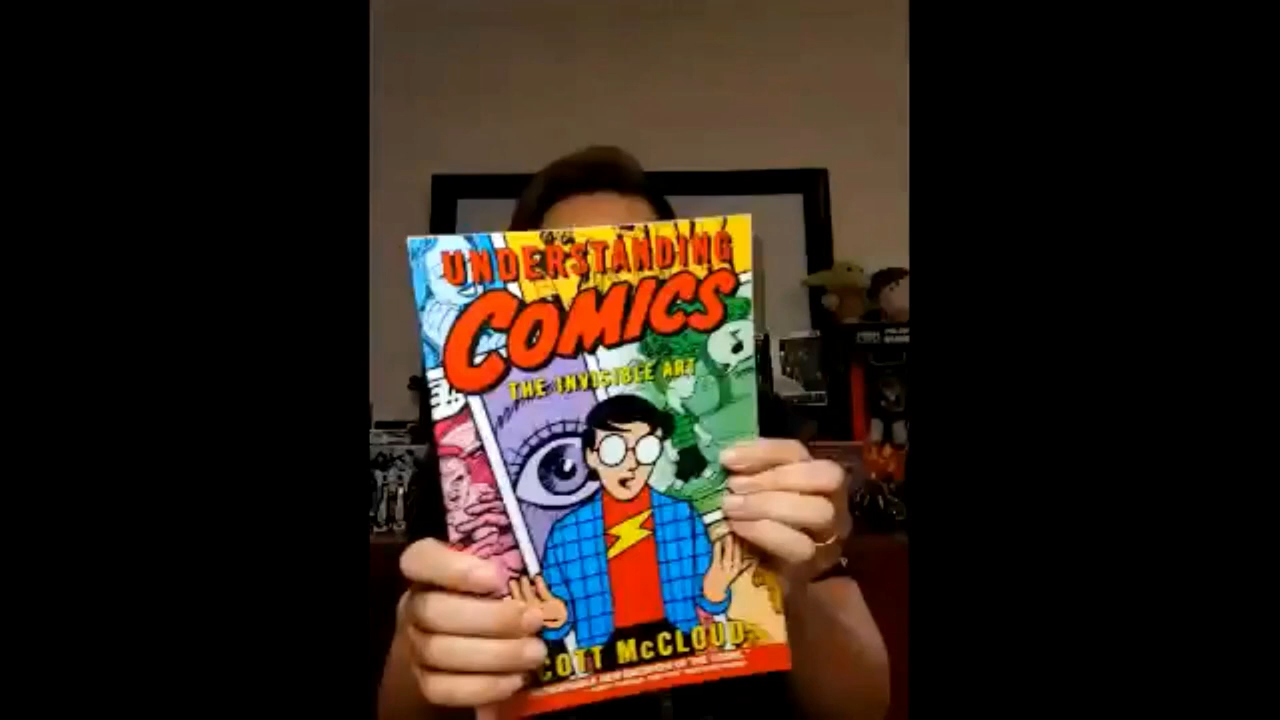 UNDERSTANDING
COMICS
THE INVISIBLE ART
COTT McCLOUD